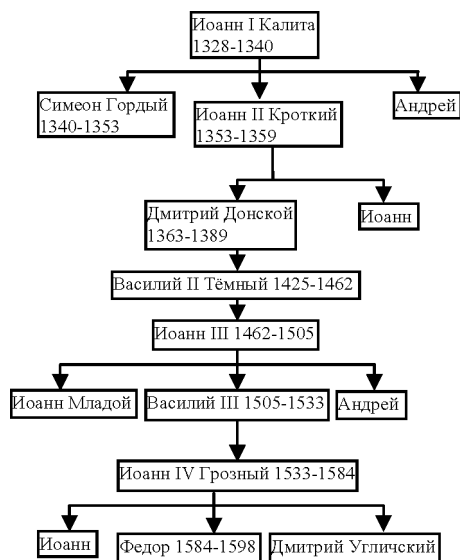 Иоанн I Калита
1328-1340
Симеон Гордый
1340-1353
Иоанн II Кроткий
1353-1359
Андрей
Дмитрий Донской
1363-1389
Иоанн
Василий II Тёмный 1425-1462
Иоанн III 1462-1505
Иоанн Младой
Василий III 1505-1533
Андрей
Иоанн IV Грозный 1533-1584
Иоанн
Федор 1584-1598
Дмитрий Угличский